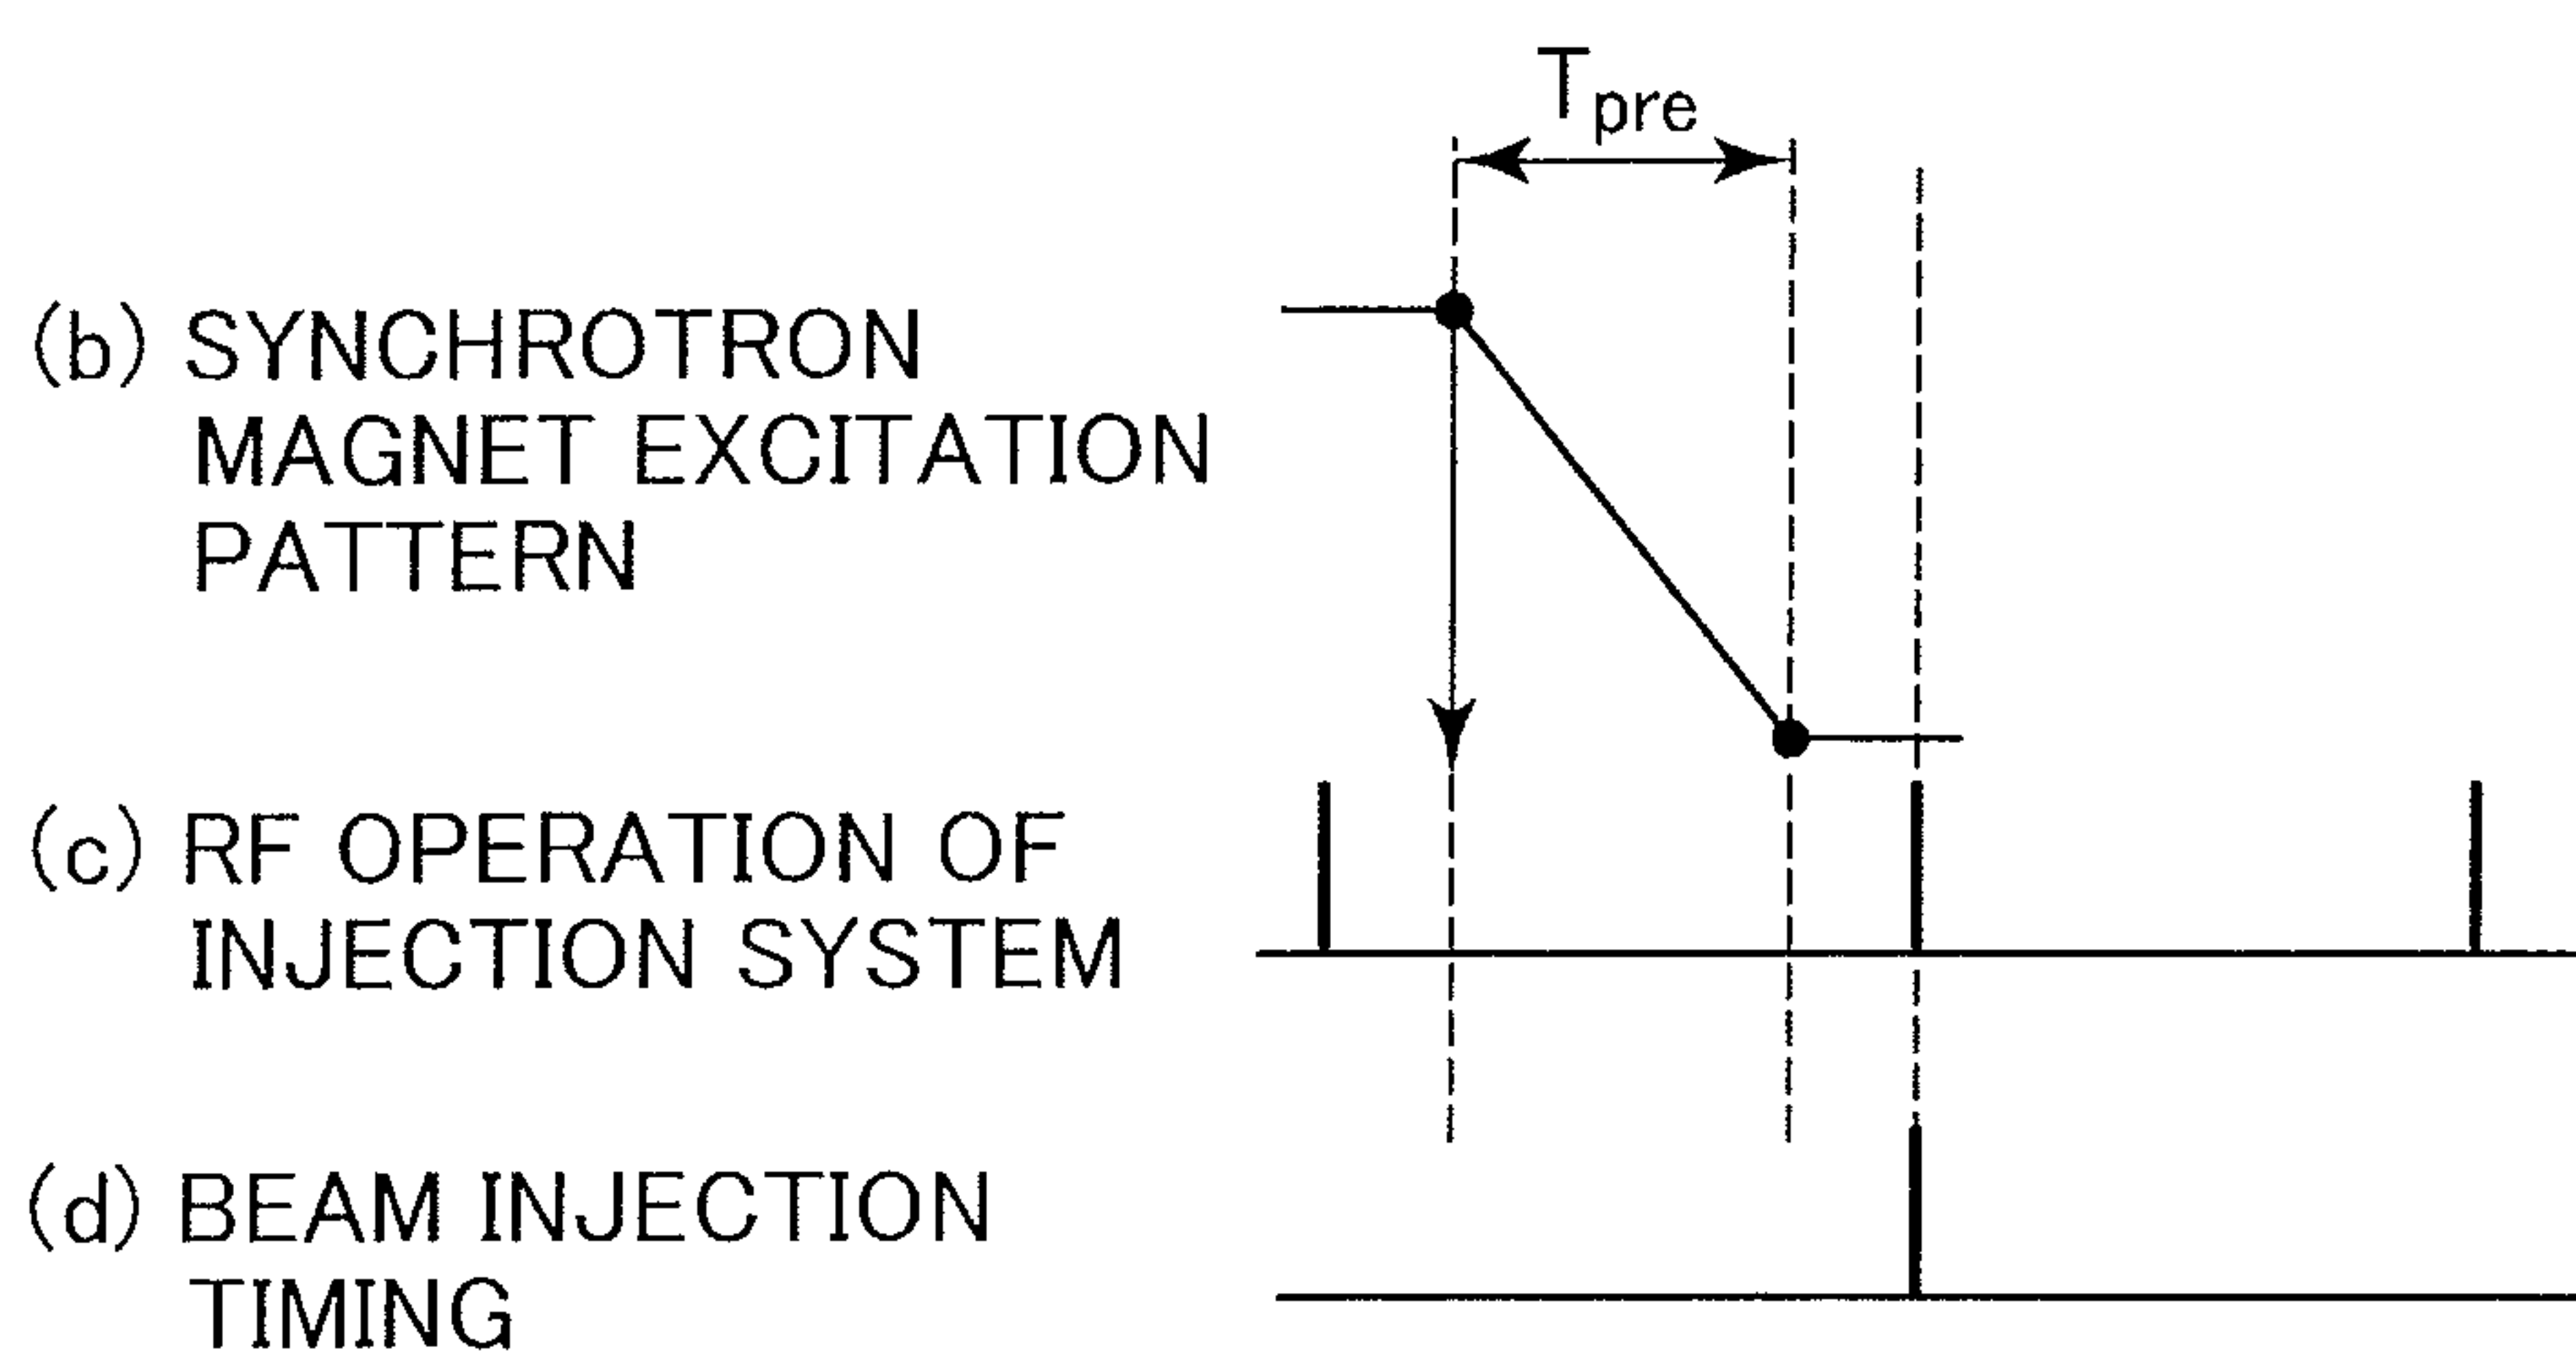 Tpre
(b) SYNCHROTRON
MAGNET EXCITATION
PATTERN
(c) RF OPERATION OF
INJECTION SYSTEM
(d) BEAM INJECTION
TIMING